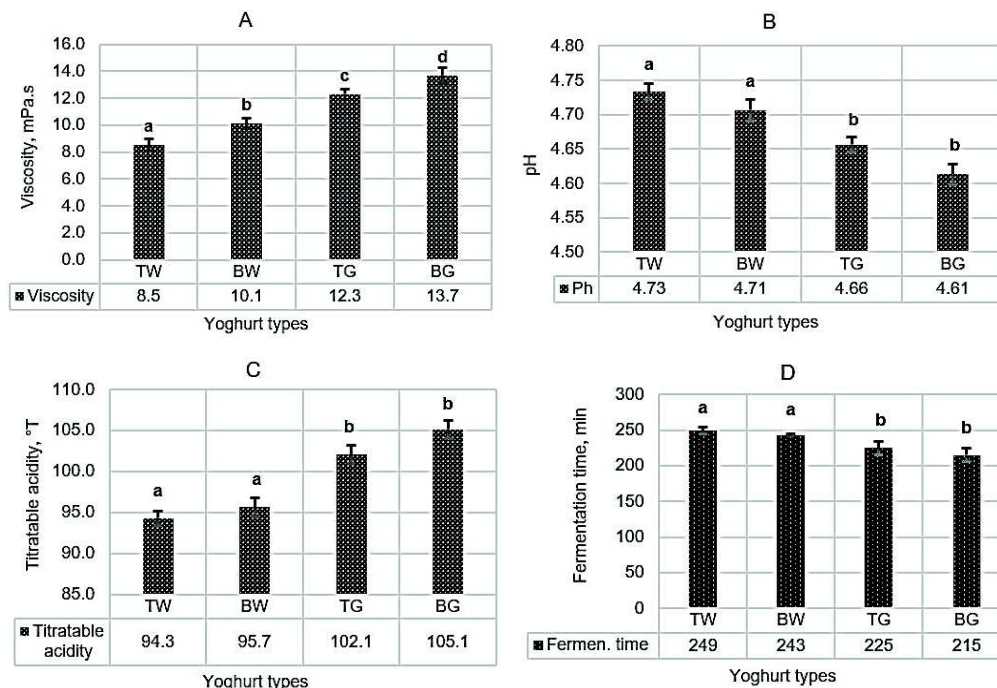 A
16.0
14.0
12.0
10.0
8.0
6.0
4.0
2.0
0.0
Viscosity, mPa.s
a
b
c
d
TW BW TG BG
Viscosity 8.5 10.1 12.3 13.7
Yoghurt types
B
4.80
4.75
4.70
4.65
4.60
4.55
4.50
pH
a
a
b
b
TW BW TG BG
Ph 4.73 4.71 4.66 4.61
Yoghurt types
C
110.0
105.0
100.0
95.0
90.0
85.0
Titratable acidity, °T
a
a
b
b
TW BW TG BG
Titratable
acidity
94.3 95.7 102.1 105.1
Yoghurt types
D
300
250
200
150
100
50
0
Fermentation time, min
a
a
b
b
TW BW TG BG
Fermen. time 249 243 225 215
Yoghurt types